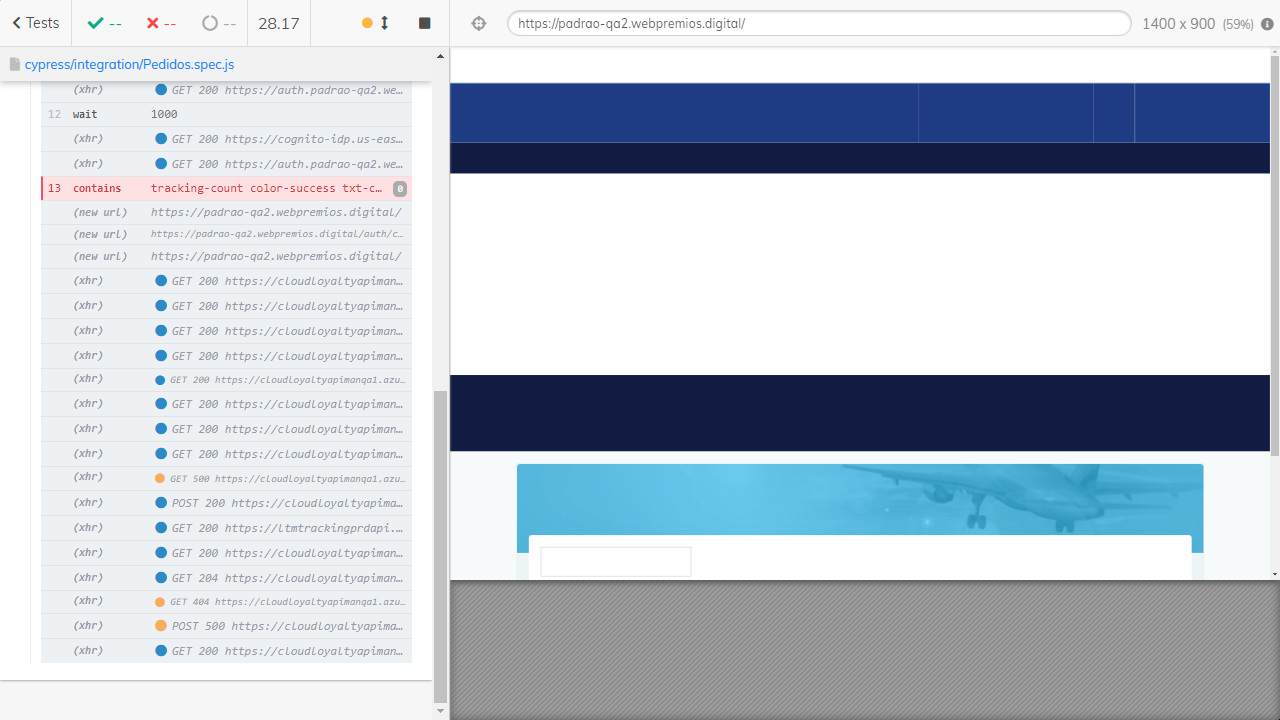 Tests -- -- -- 28.17 https://padrao-qa2.webpremios.digital/ 1400 x 900 (59%)
cypress/integration/Pedidos.spec.js
(xhr) GET 200 https://auth.padrao-qa2.we…
12 wait 1000
(xhr) GET 200 https://cognito-idp.us-eas…
(xhr) GET 200 https://auth.padrao-qa2.we…
13 contains tracking-count color-success txt-c… 0
(new url) https://padrao-qa2.webpremios.digital/
(new url) https://padrao-qa2.webpremios.digital/auth/c…
(new url) https://padrao-qa2.webpremios.digital/
(xhr) GET 200 https://cloudloyaltyapiman…
(xhr) GET 200 https://cloudloyaltyapiman…
(xhr) GET 200 https://cloudloyaltyapiman…
(xhr) GET 200 https://cloudloyaltyapiman…
(xhr) GET 200 https://cloudloyaltyapimanqa1.azu…
(xhr) GET 200 https://cloudloyaltyapiman…
(xhr) GET 200 https://cloudloyaltyapiman…
(xhr) GET 200 https://cloudloyaltyapiman…
(xhr) GET 500 https://cloudloyaltyapimanqa1.azu…
(xhr) POST 200 https://cloudloyaltyapima…
(xhr) GET 200 https://ltmtrackingprdapi.…
(xhr) GET 200 https://cloudloyaltyapiman…
(xhr) GET 204 https://cloudloyaltyapiman…
(xhr) GET 404 https://cloudloyaltyapimanqa1.azu…
(xhr) POST 500 https://cloudloyaltyapima…
(xhr) GET 200 https://cloudloyaltyapiman…